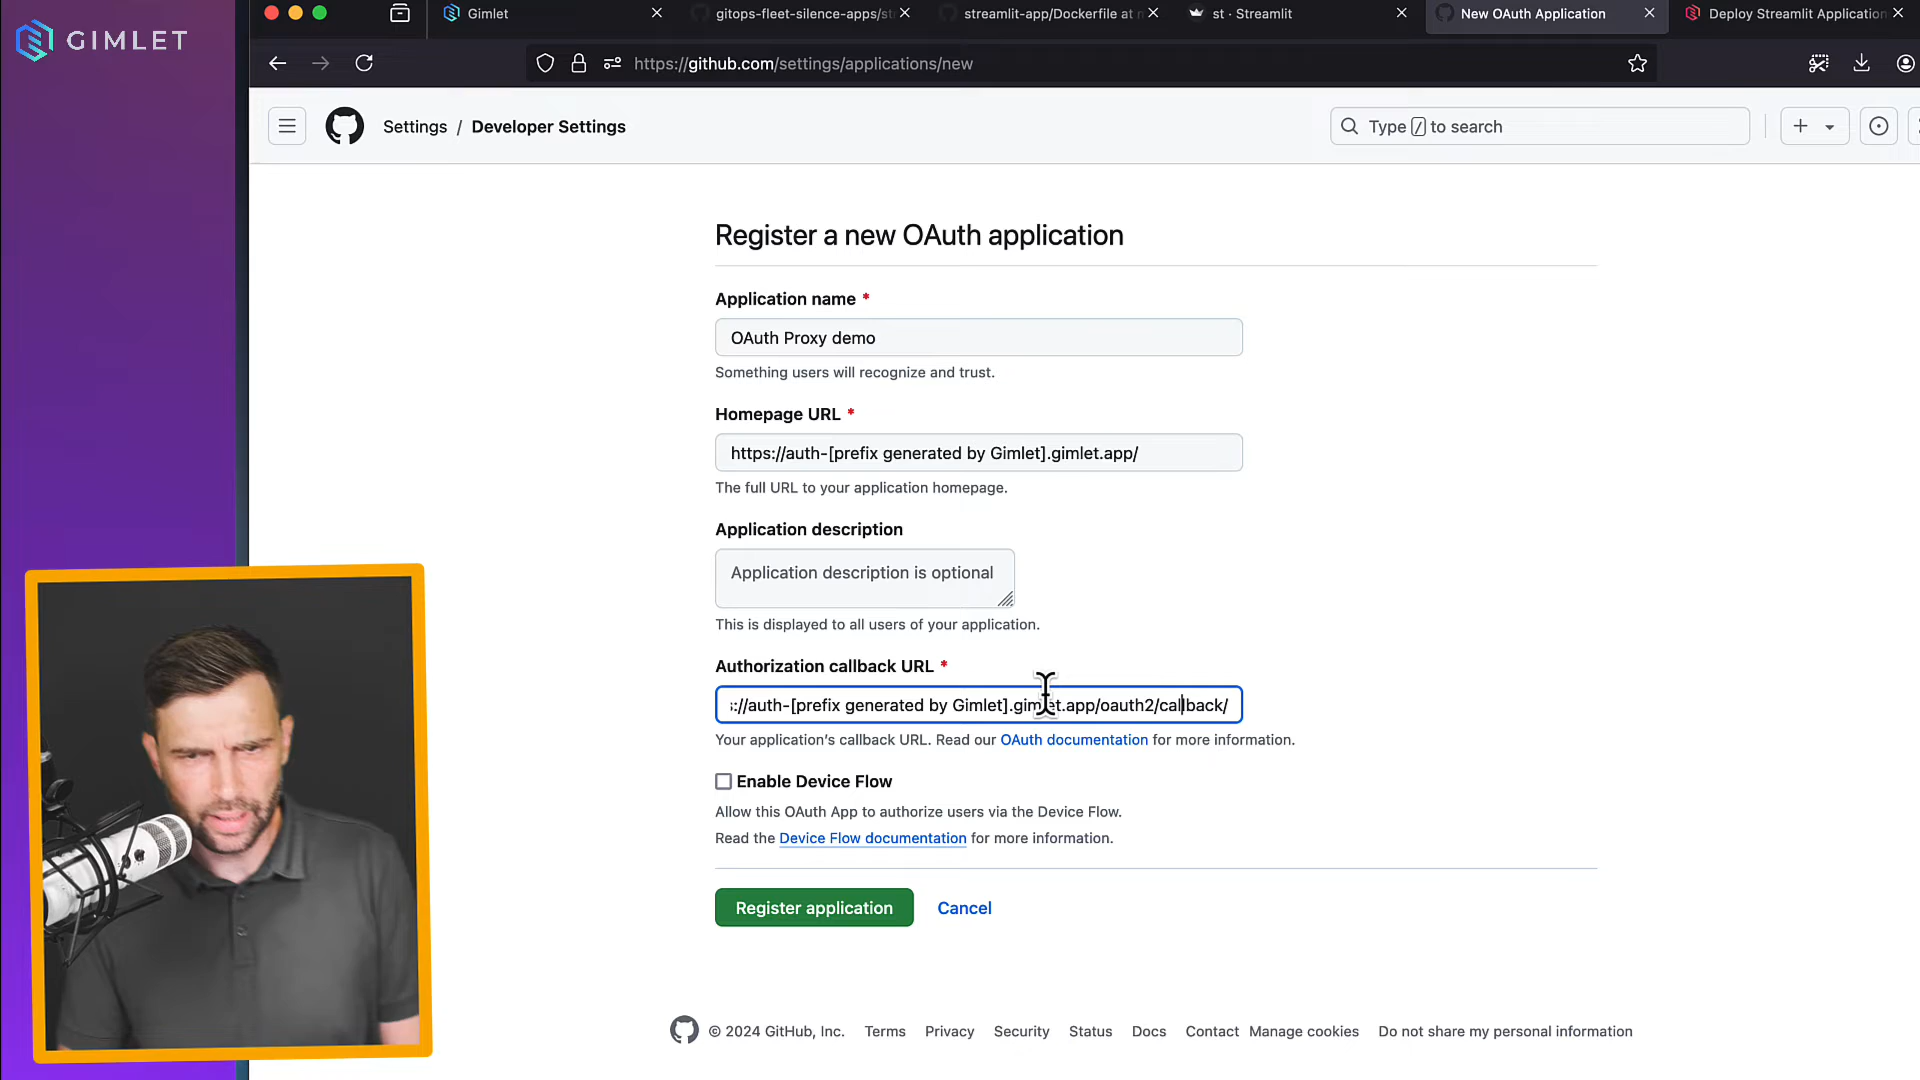 GIMLET
Gimlet
gitops-fleet-silence-apps/st
streamlit-app/Dockerfile at m
st · Streamlit
New OAuth Application
Deploy Streamlit Application
https://github.com/settings/applications/new
Settings / Developer Settings
Type / to search
Register a new OAuth application
Application name *
OAuth Proxy demo
Something users will recognize and trust.
Homepage URL *
https://auth-[prefix generated by Gimlet].gimlet.app/
The full URL to your application homepage.
Application description
Application description is optional
This is displayed to all users of your application.
Authorization callback URL *
s://auth-[prefix generated by Gimlet].gimlet.app/oauth2/callback/
Your application's callback URL. Read our OAuth documentation for more information.
Enable Device Flow
Allow this OAuth App to authorize users via the Device Flow.
Read the Device Flow documentation for more information.
Register application
Cancel
© 2024 GitHub, Inc. Terms Privacy Security Status Docs Contact Manage cookies Do not share my personal information